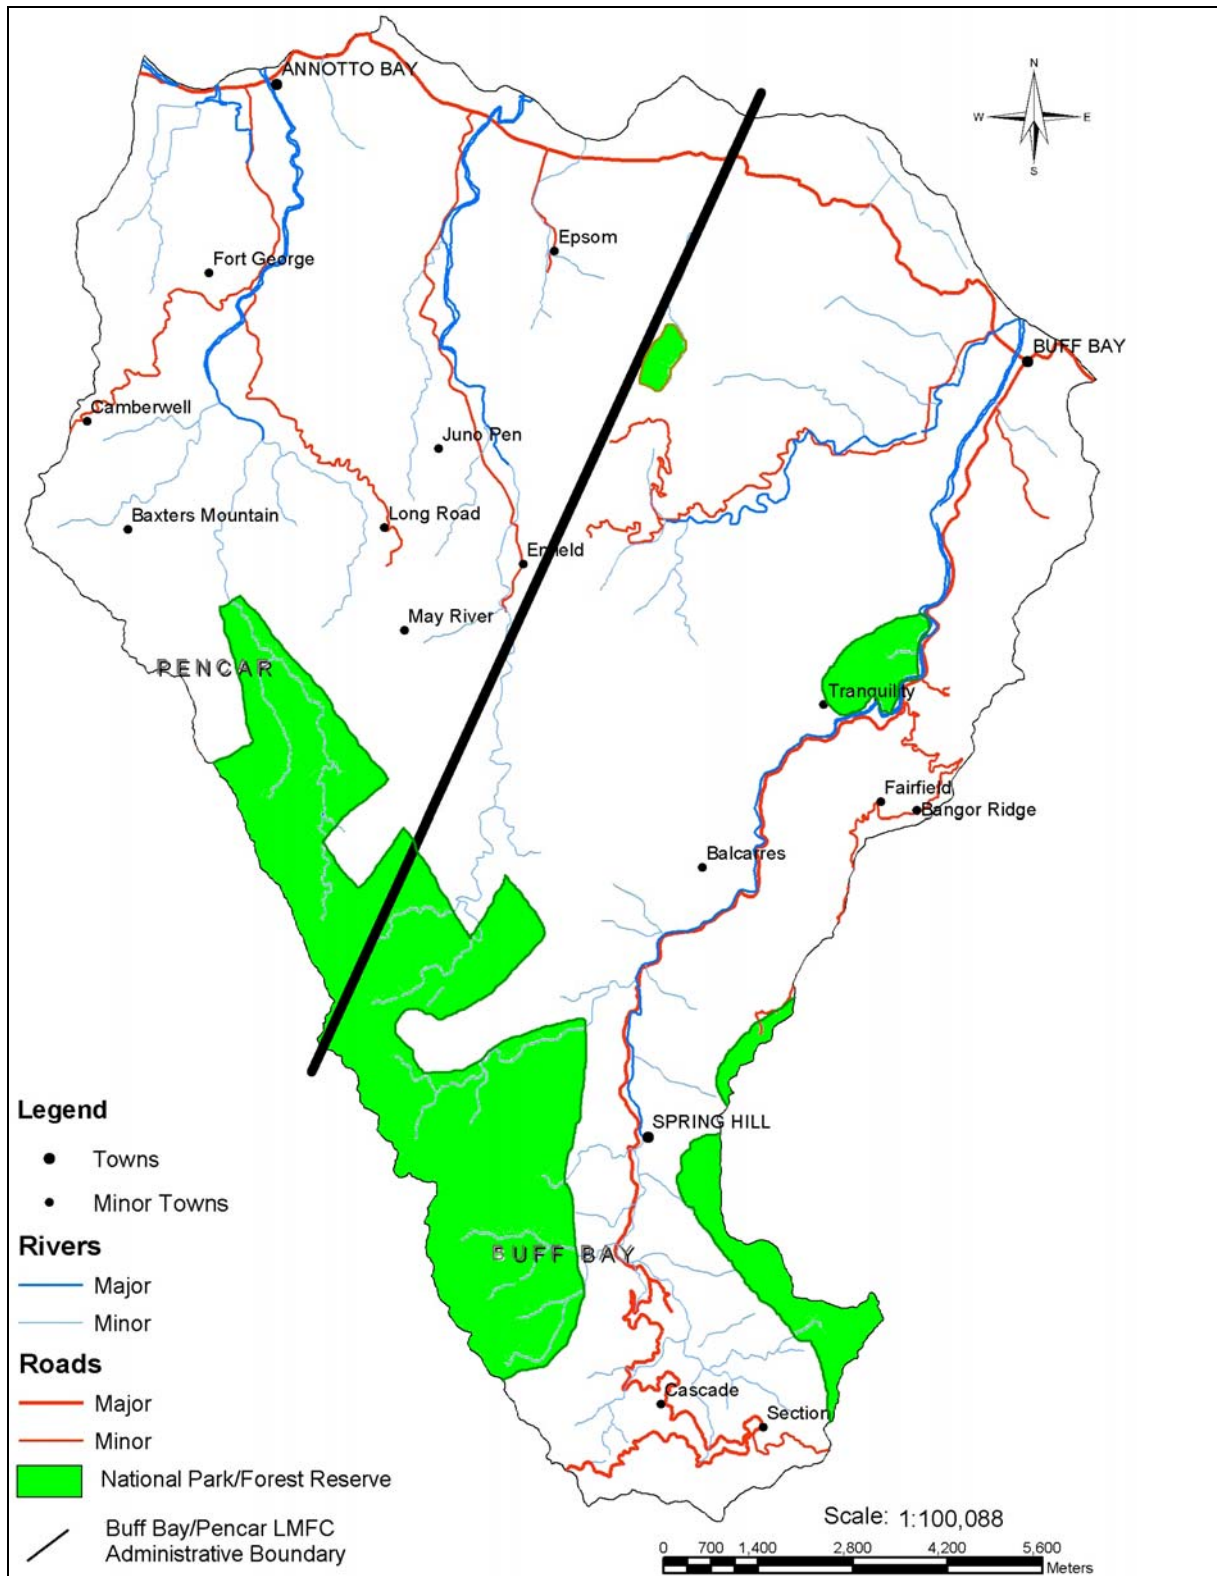 ANNOTTO BAY
N
W
E
S
Epsom
Fort George
BUFF BAY
Camberwell
Juno Pen
Baxters Mountain
Long Road
Enfield
May River
PENCAR
Tranquility
Fairfield
Bangor Ridge
Balcarres
SPRING HILL
BUFF BAY
Cascade
Section
Legend
Towns
Minor Towns
Rivers
Major
Minor
Roads
Major
Minor
National Park/Forest Reserve
Buff Bay/Pencar LMFC
Administrative Boundary
Scale: 1:100,088
0 700 1,400 2,800 4,200 5,600
Meters